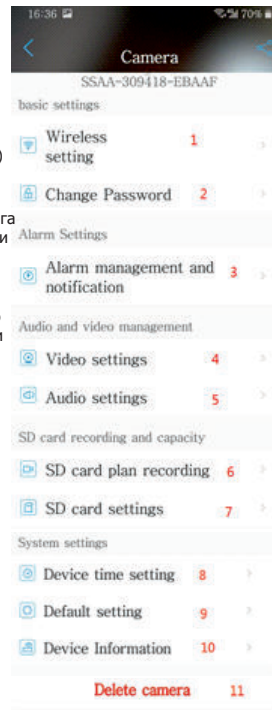 16:36 70%
Camera
SSAA-309418-EBAAF
basic settings
Wireless 1
setting
)
Change Password 2
га
и
Alarm Settings
Alarm management and 3
notification
Audio and video management
Video settings 4
Audio settings 5
SD card recording and capacity
SD card plan recording 6
SD card settings 7
System settings
Device time setting 8
Default setting 9
Device Information 10
Delete camera 11